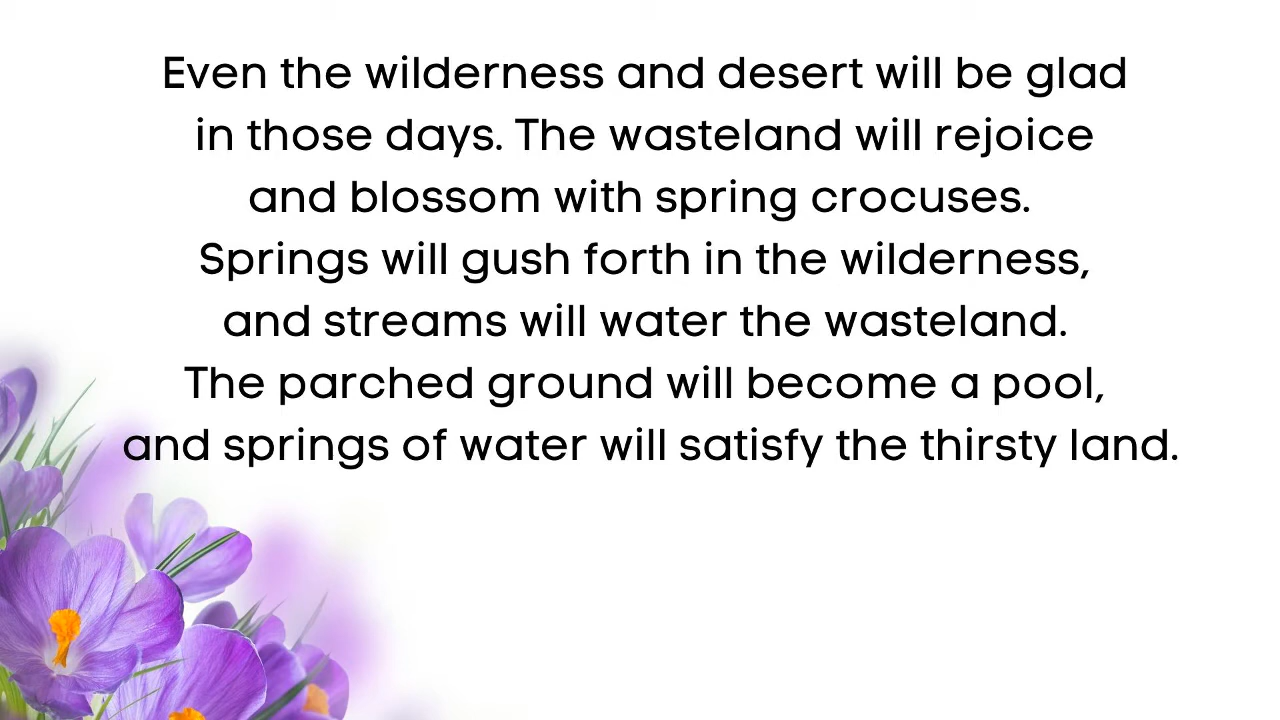 Even the wilderness and desert will be glad
in those days. The wasteland will rejoice
and blossom with spring crocuses.
Springs will gush forth in the wilderness,
and streams will water the wasteland.
The parched ground will become a pool,
and springs of water will satisfy the thirsty land.